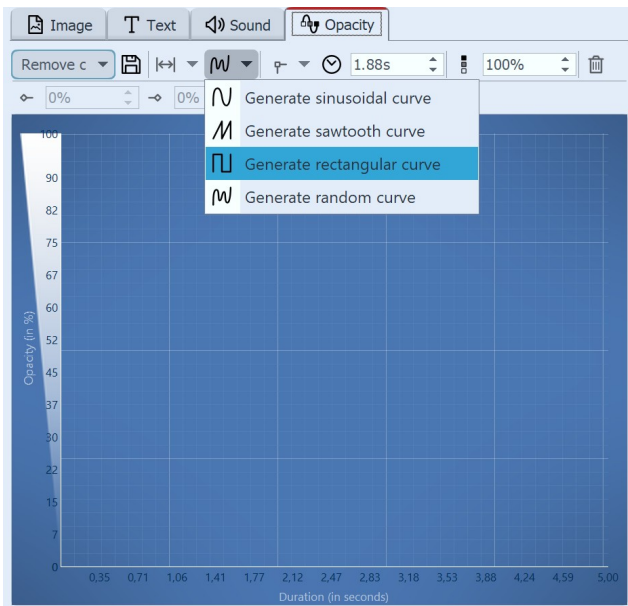 Image Text Sound Opacity
Remove c 1.88s 100%
0% 0%
Generate sinusoidal curve
Generate sawtooth curve
Generate rectangular curve
Generate random curve
100
90
82
75
67
60
52
45
37
30
22
15
7
0
Opacity (in %)
0,35 0,71 1,06 1,41 1,77 2,12 2,47 2,83 3,18 3,53 3,88 4,24 4,59 5,00
Duration (in seconds)